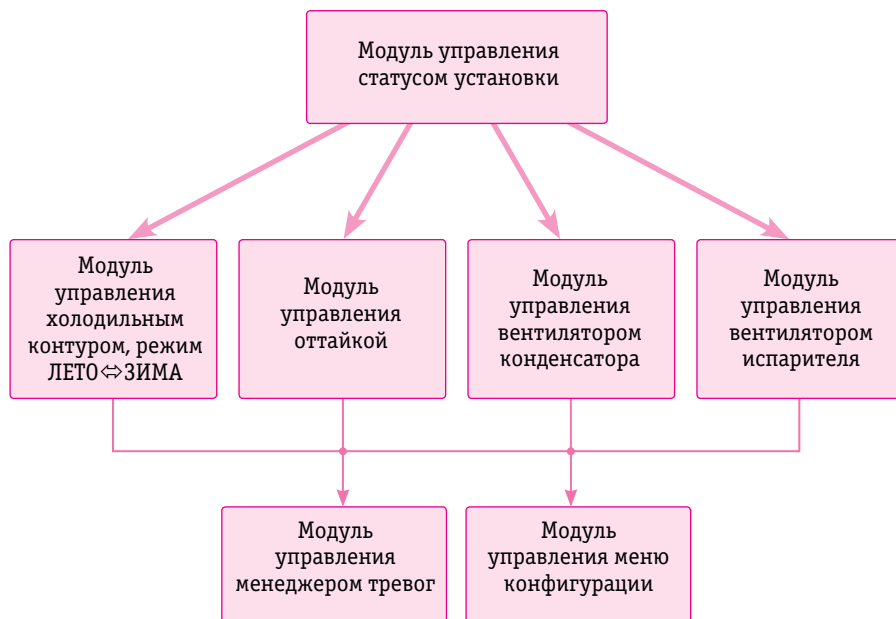 Модуль управления
статусом установки
Модуль
управления
холодильным
контуром, режим
ЛЕТО⇔ЗИМА
Модуль
управления
оттайкой
Модуль
управления
вентилятором
конденсатора
Модуль
управления
вентилятором
испарителя
Модуль
управления
менеджером тревог
Модуль
управления меню
конфигурации